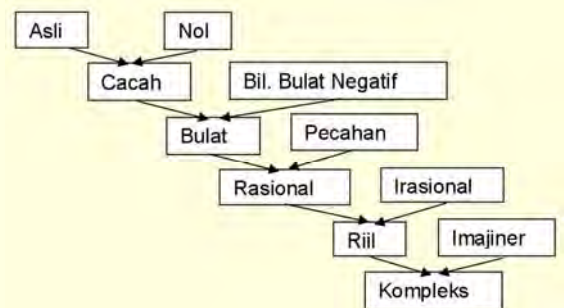 Asli
Nol
Cacah
Bil. Bulat Negatif
Bulat
Pecahan
Rasional
Irasional
Riil
Imajiner
Kompleks